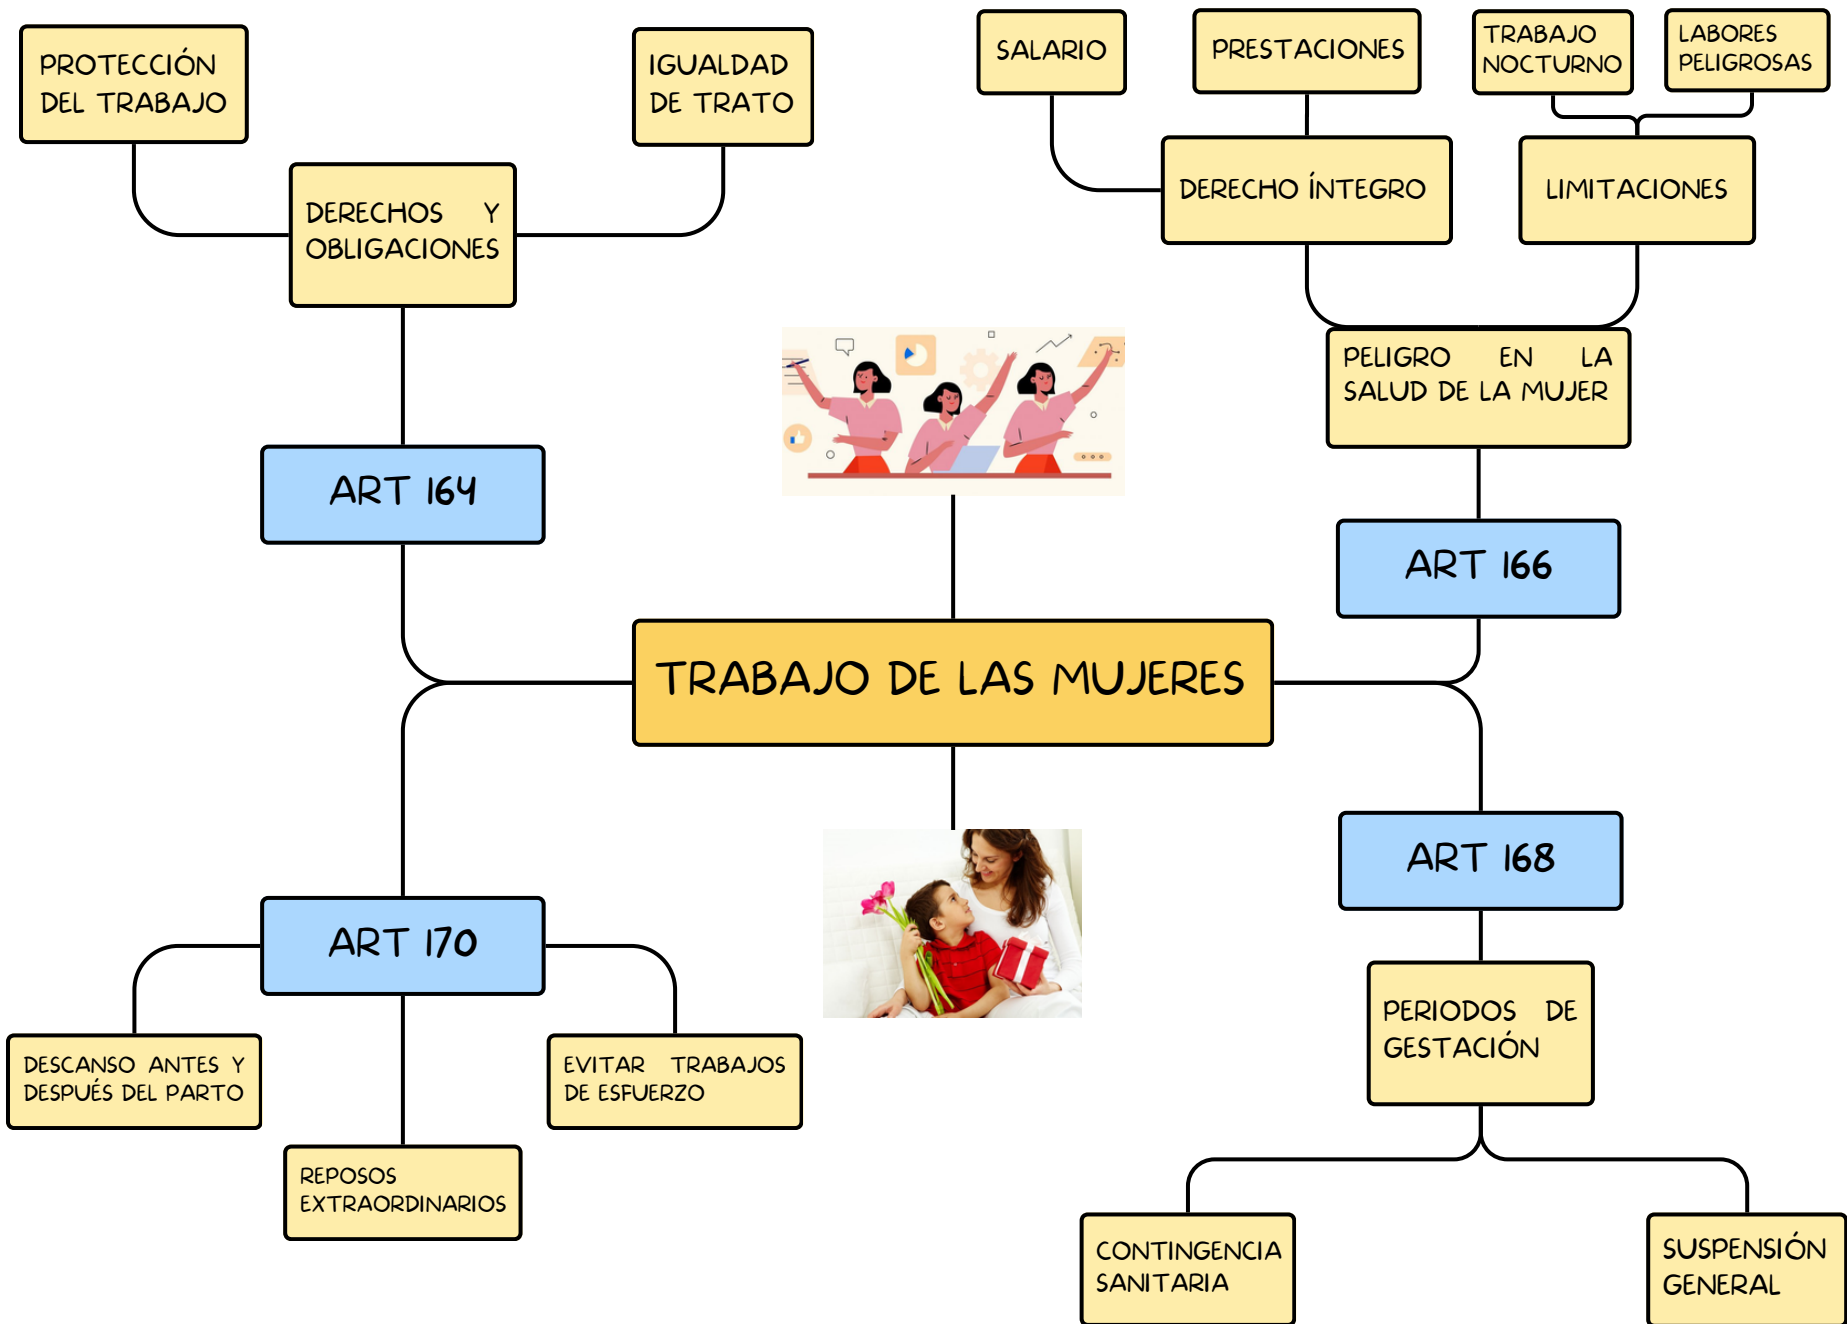 PROTECCIÓN
DEL TRABAJO
IGUALDAD
DE TRATO
DERECHOS Y
OBLIGACIONES
ART 164
SALARIO
PRESTACIONES
TRABAJO
NOCTURNO
LABORES
PELIGROSAS
DERECHO ÍNTEGRO
LIMITACIONES
PELIGRO EN LA
SALUD DE LA MUJER
ART 166
TRABAJO DE LAS MUJERES
ART 170
DESCANSO ANTES Y
DESPUÉS DEL PARTO
EVITAR TRABAJOS
DE ESFUERZO
REPOSOS
EXTRAORDINARIOS
ART 168
PERIODOS DE
GESTACIÓN
CONTINGENCIA
SANITARIA
SUSPENSIÓN
GENERAL